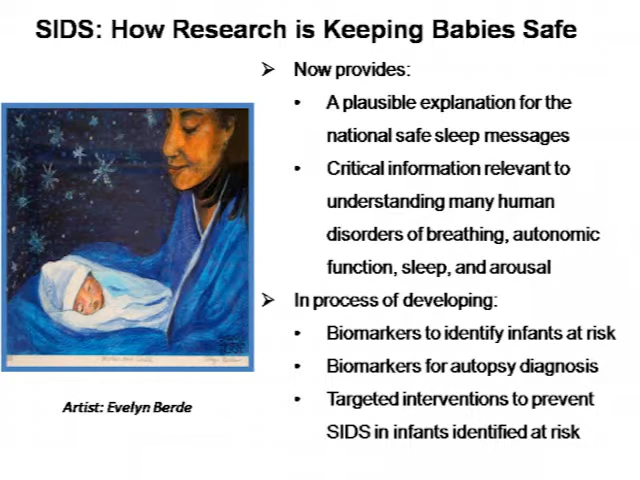 SIDS: How Research is Keeping Babies Safe
➢ Now provides:
• A plausible explanation for the
national safe sleep messages
• Critical information relevant to
understanding many human
disorders of breathing, autonomic
function, sleep, and arousal
➢ In process of developing:
• Biomarkers to identify infants at risk
• Biomarkers for autopsy diagnosis
• Targeted interventions to prevent
SIDS in infants identified at risk
Artist: Evelyn Berde